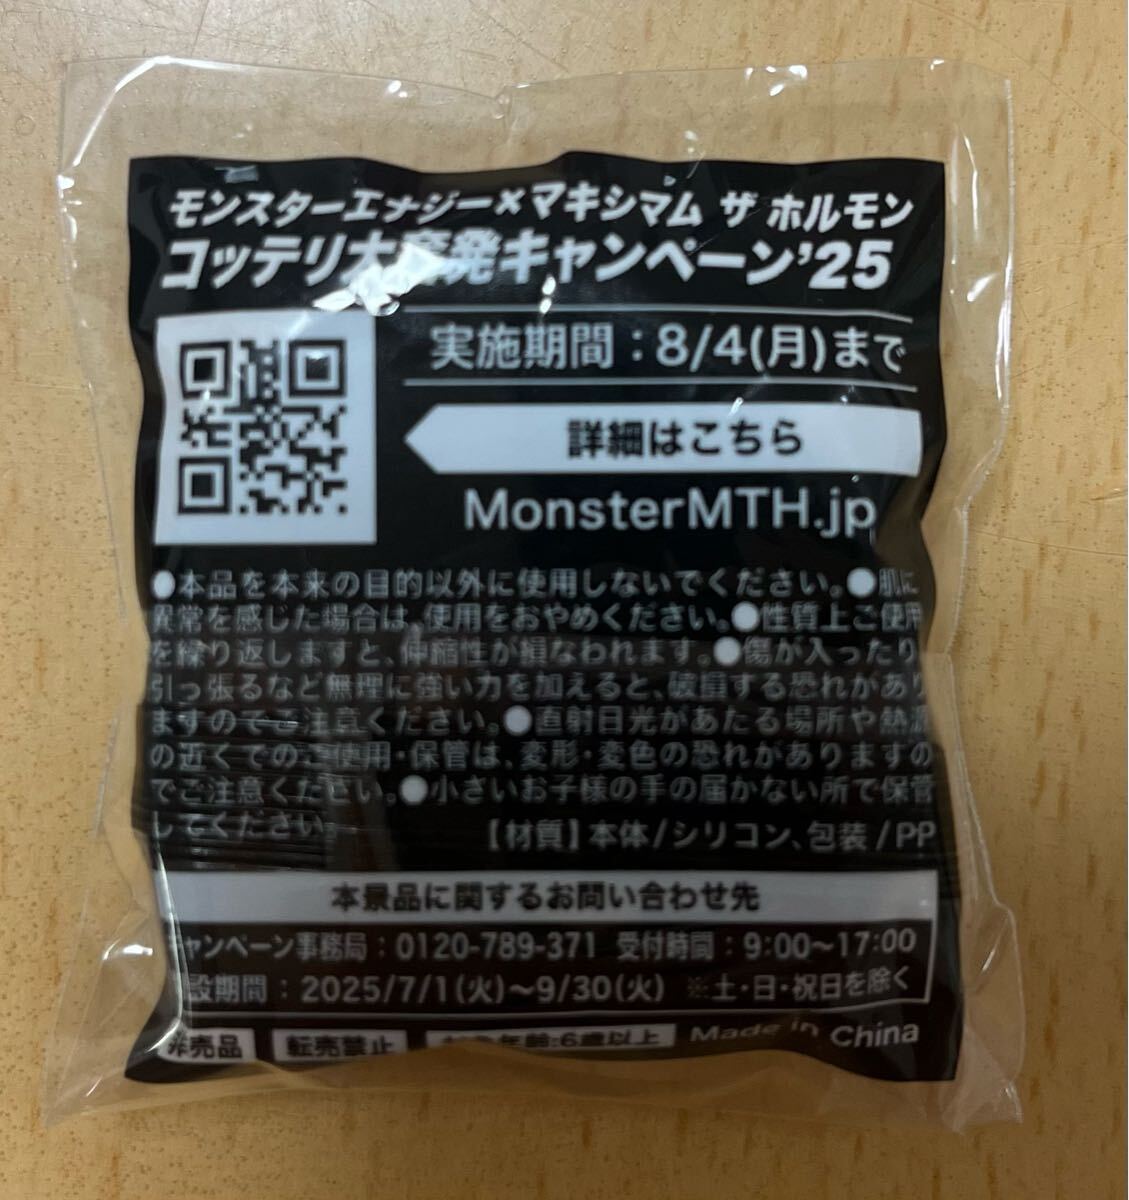 モンスターエナジー×マキシマム ザ ホルモン
コッテリ大奮発キャンペーン'25
実施期間：8/4(月)まで
詳細はこちら
MonsterMTH.jp
●本品を本来の目的以外に使用しないでください。●肌に
異常を感じた場合は、使用をおやめください。●性質上ご使用
を繰り返しますと、伸縮性が損なわれます。●傷が入ったり
引っ張るなど無理に強い力を加えると、破損する恐れがあり
ますのでご注意ください。●直射日光があたる場所や熱源
の近くでのご使用・保管は、変形・変色の恐れがありますの
でご注意ください。●小さいお子様の手の届かない所で保管
してください。 【材質】本体/シリコン、包装/PP
本景品に関するお問い合わせ先
キャンペーン事務局：0120-789-371 受付時間：9:00～17:00
設期間：2025/7/1(火)～9/30(火) ※土・日・祝日を除く
非売品 転売禁止 年齢:6歳以上 Made in China